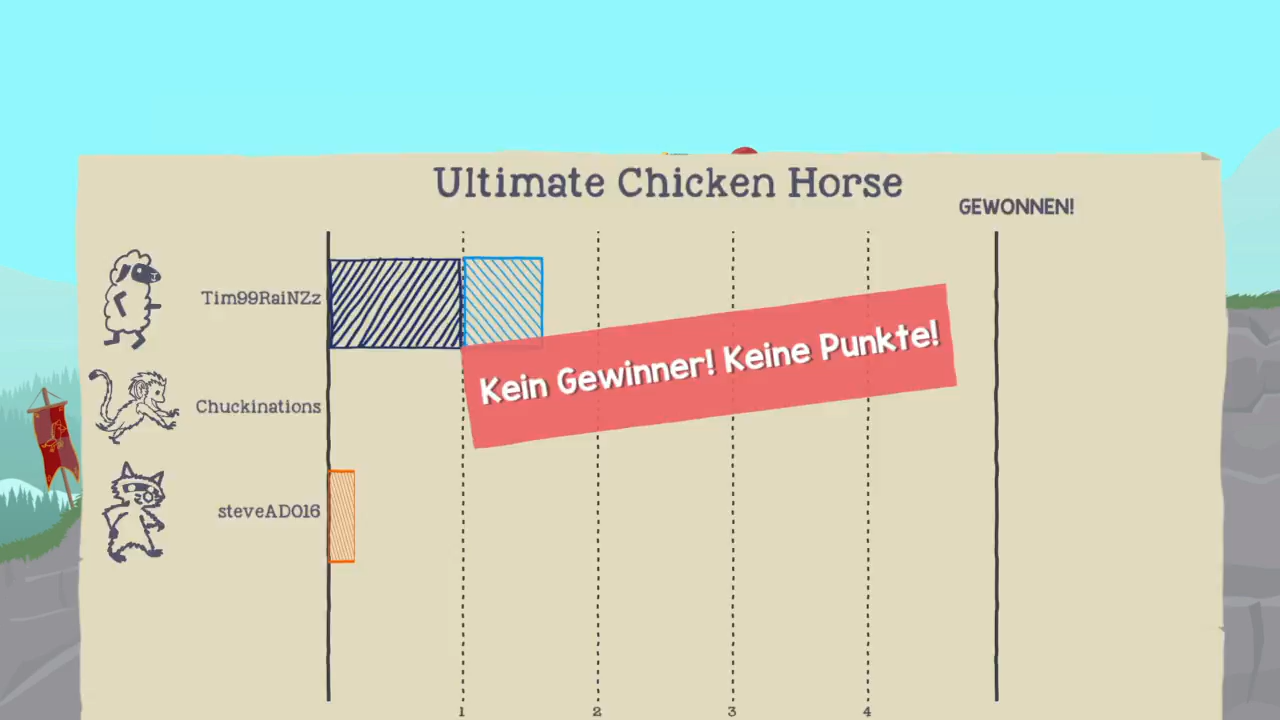 Ultimate Chicken Horse
GEWONNEN!
Tim99RaiNZz
Kein Gewinner! Keine Punkte!
Chuckinations
steveAD016
1 2 3 4